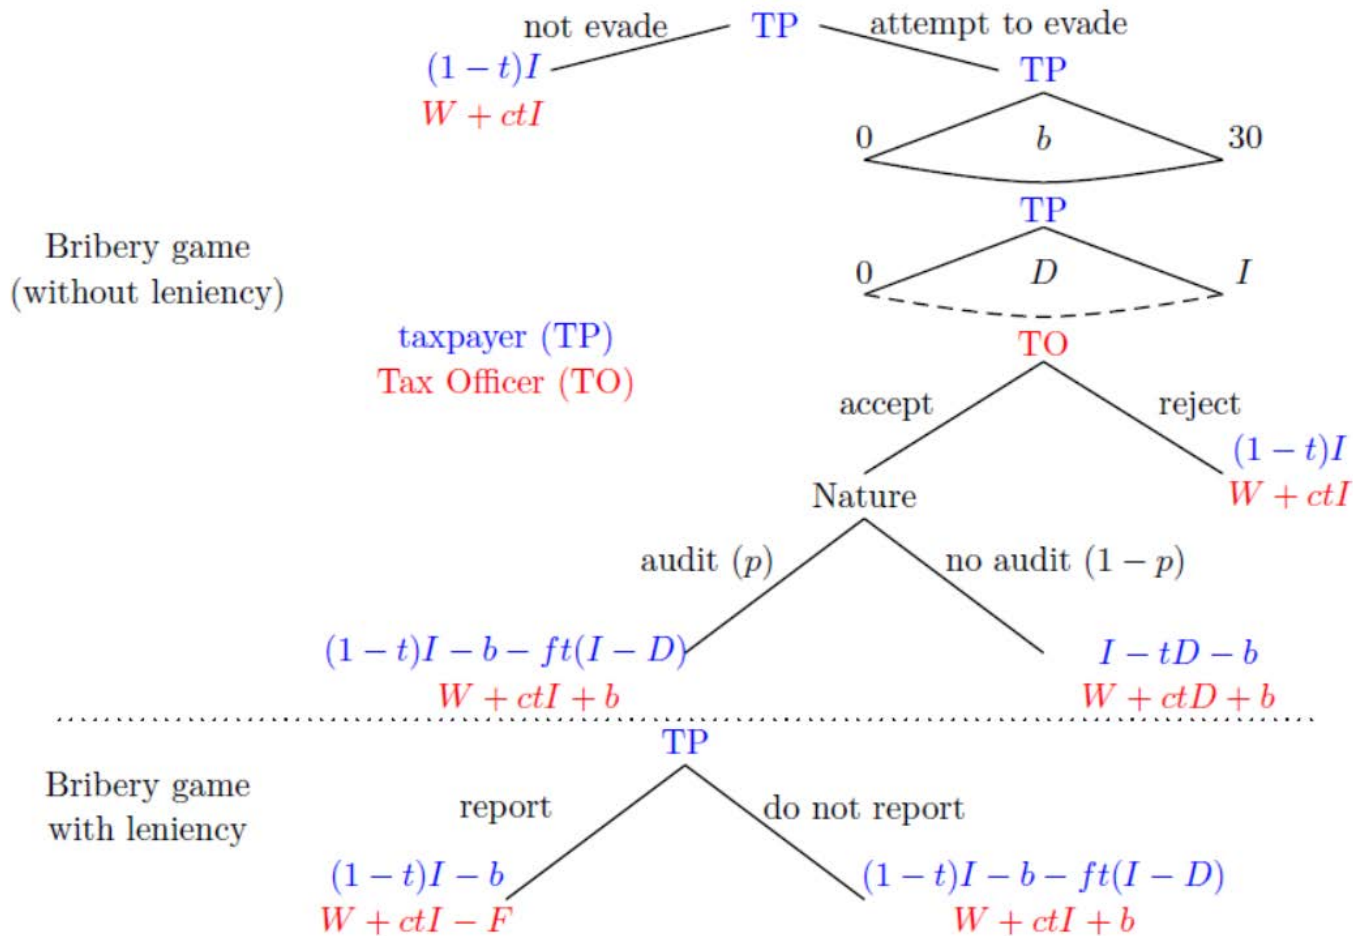 not evade TP attempt to evade
(1 − t)I TP
W + ctI
0 b 30
TP
Bribery game
(without leniency)
0 D I
taxpayer (TP) TO
Tax Officer (TO)
accept reject
(1 − t)I
Nature W + ctI
audit (p) no audit (1 − p)
(1 − t)I − b − ft(I − D) I − tD − b
W + ctI + b W + ctD + b
TP
Bribery game
with leniency
report do not report
(1 − t)I − b (1 − t)I − b − ft(I − D)
W + ctI − F W + ctI + b